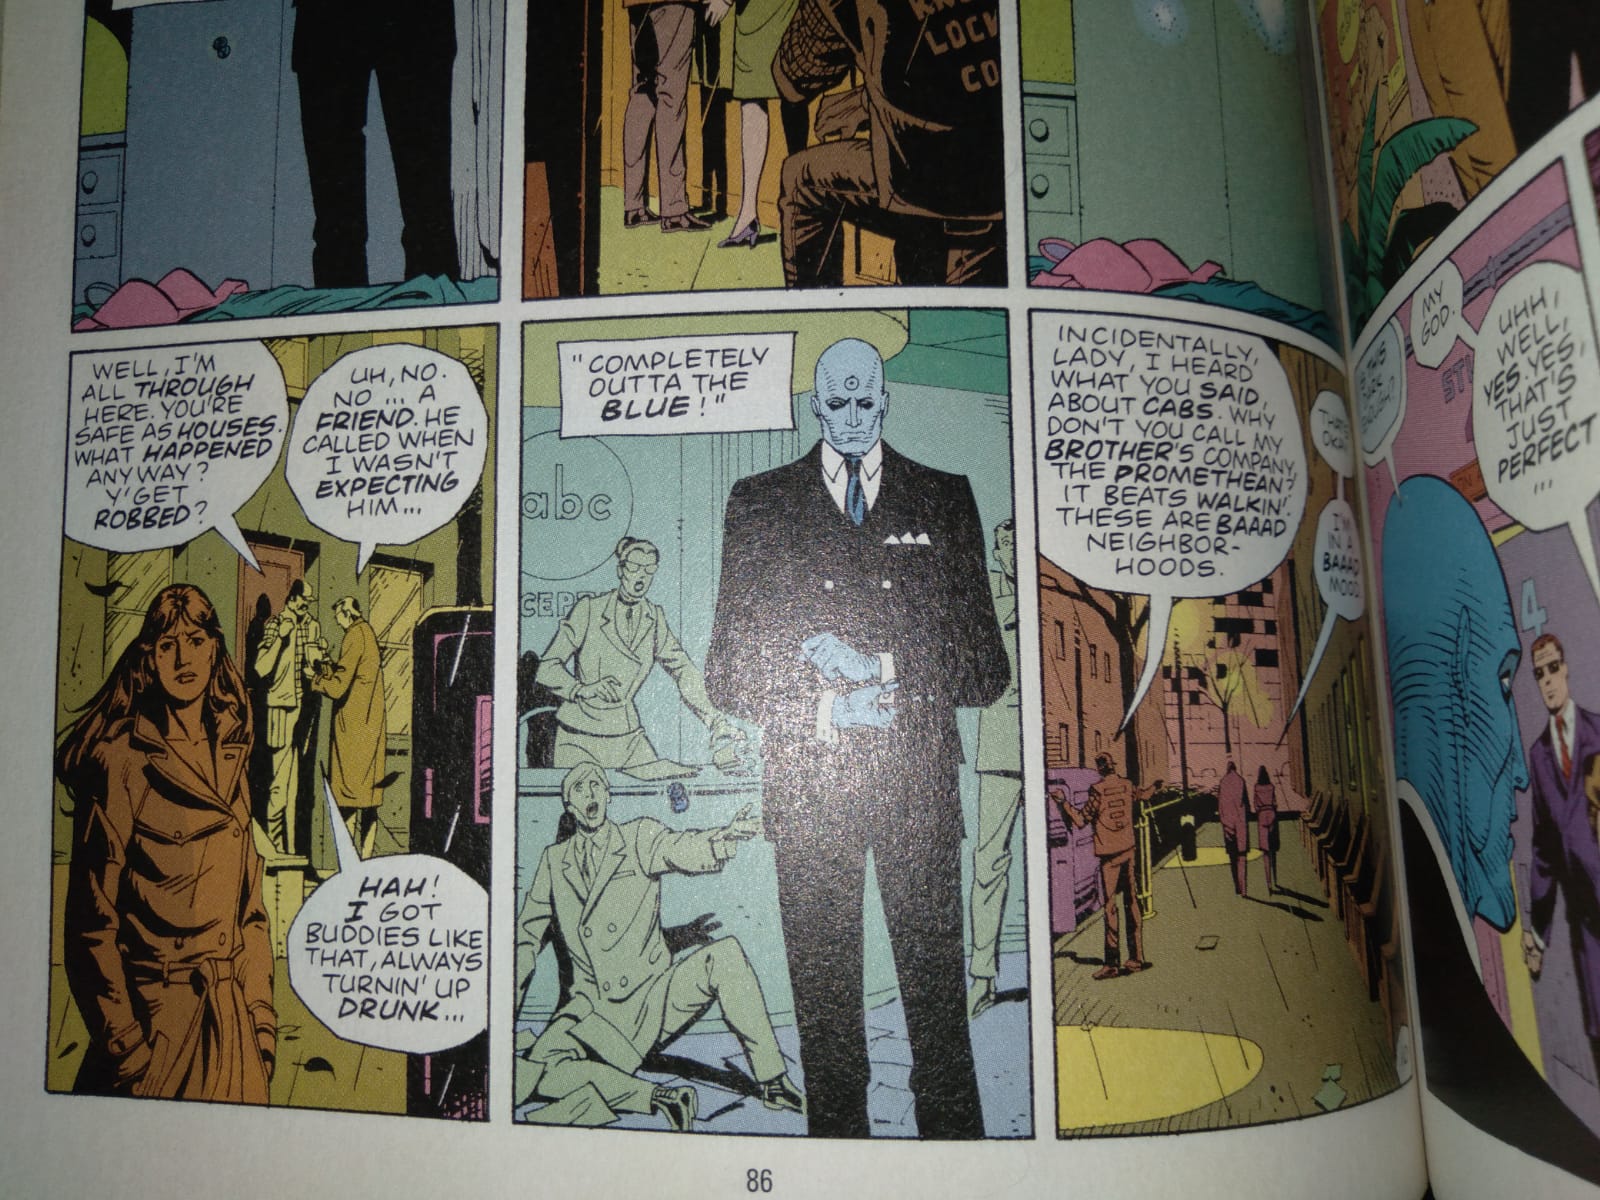 LOCK
CO
WELL, I'M
ALL THROUGH
HERE. YOU'RE
SAFE AS HOUSES.
WHAT HAPPENED
ANYWAY?
Y'GET
ROBBED?
UH, NO.
NO... A
FRIEND. HE
CALLED WHEN
I WASN'T
EXPECTING
HIM...
HAH!
I GOT
BUDDIES LIKE
THAT, ALWAYS
TURNIN' UP
DRUNK...
"COMPLETELY
OUTTA THE
BLUE!"
abc
CEPT
INCIDENTALLY,
LADY, I HEARD
WHAT YOU SAID,
ABOUT CABS. WHY
DON'T YOU CALL MY
BROTHER'S COMPANY,
THE PROMETHEAN?
IT BEATS WALKIN'.
THESE ARE BAAAD
NEIGHBOR-
HOODS.
THAT'S
OKAY.
I'M
IN A
BAAAD
MOOD.
86
MY
GOD.
UHH,
WELL,
YES. YES,
THAT'S
JUST
PERFECT
...
4